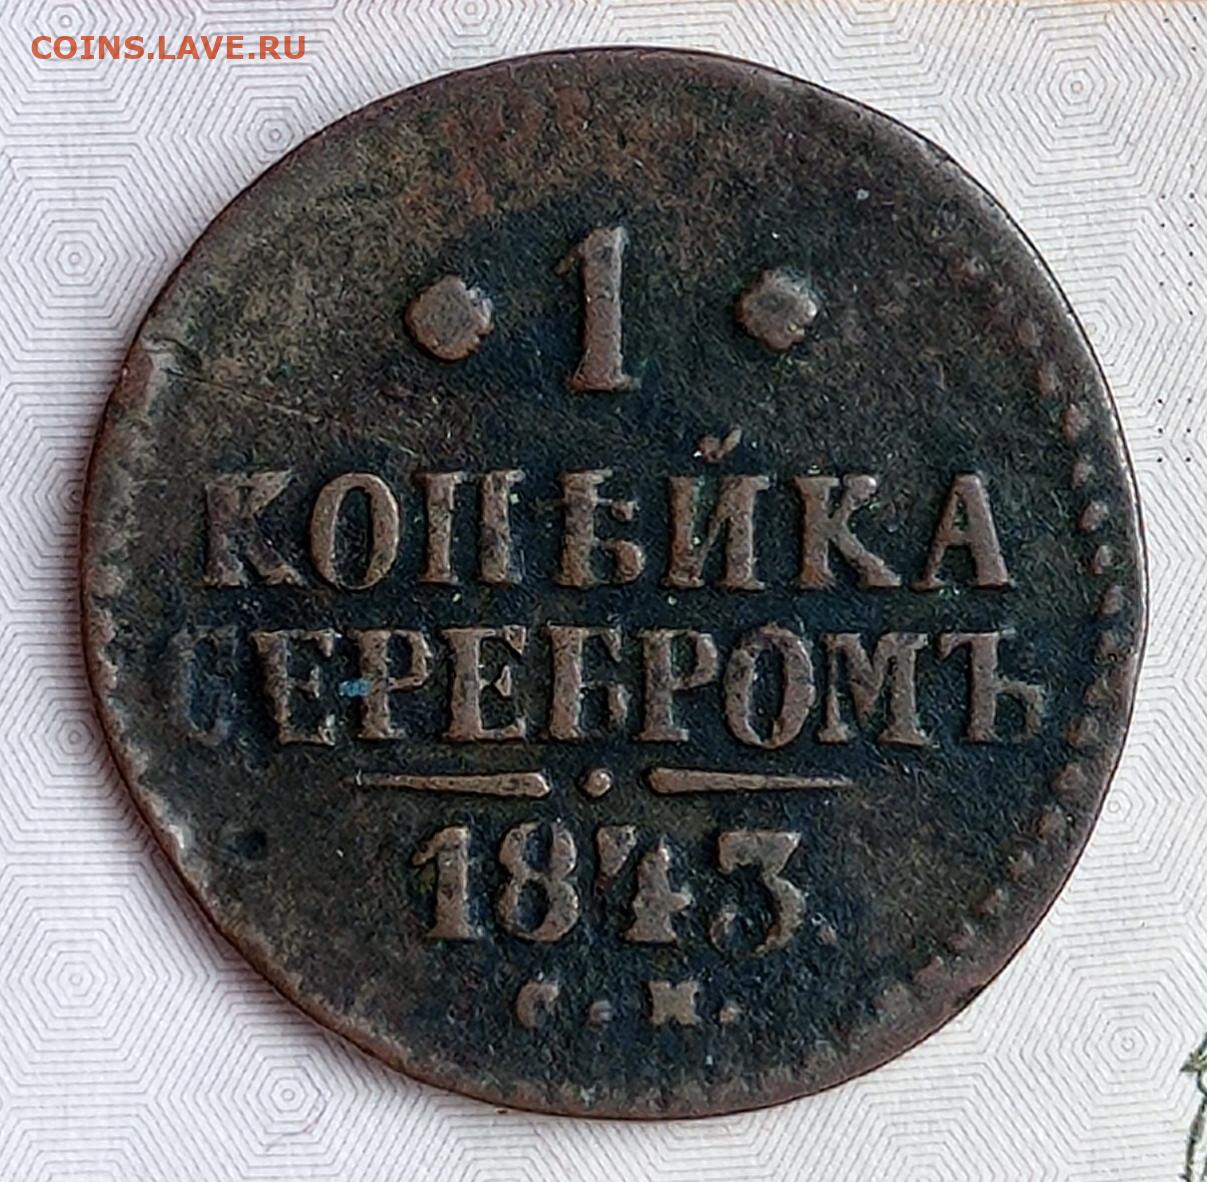 COINS.LAVE.RU
1
КОПѢЙКА
СЕРЕБРОМЪ
1843.
С. М.